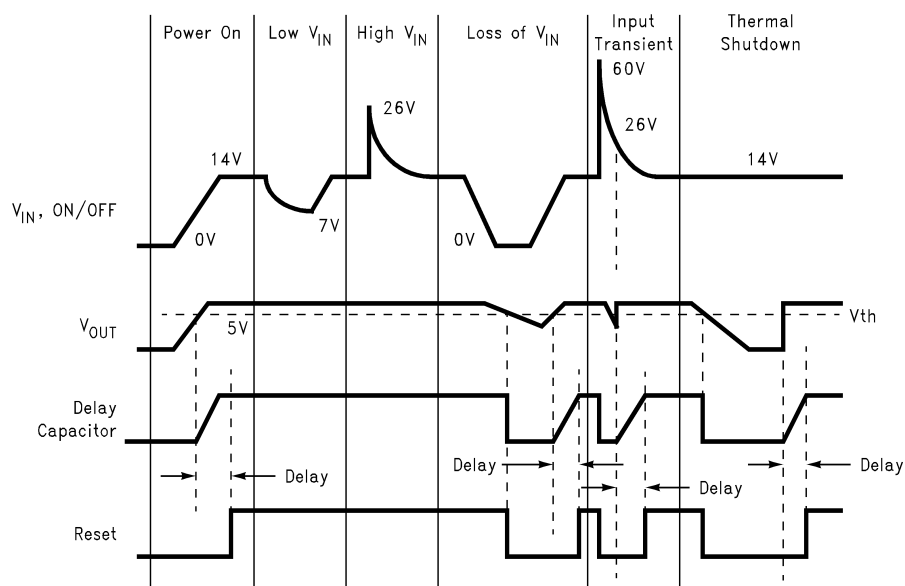 Power On
Low VIN
High VIN
Loss of VIN
Input
Transient
Thermal
Shutdown
60V
26V
26V
14V
14V
VIN, ON/OFF
0V
7V
0V
VOUT
5V
Vth
Delay
Capacitor
Delay
Delay
Delay
Delay
Reset